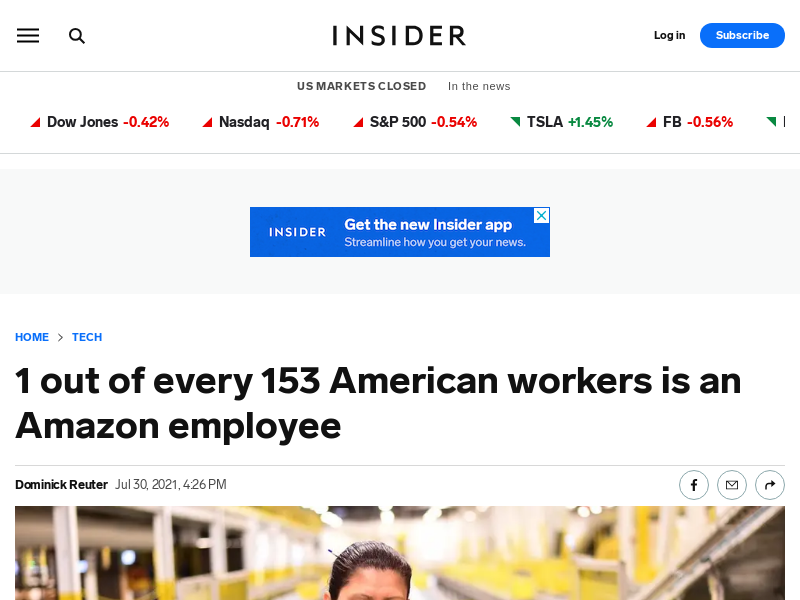 INSIDER
Log in
Subscribe
US MARKETS CLOSED In the news
Dow Jones -0.42% Nasdaq -0.71% S&P 500 -0.54% TSLA +1.45% FB -0.56%
INSIDER
Get the new Insider app
Streamline how you get your news.
HOME > TECH
1 out of every 153 American workers is an
Amazon employee
Dominick Reuter Jul 30, 2021, 4:26 PM